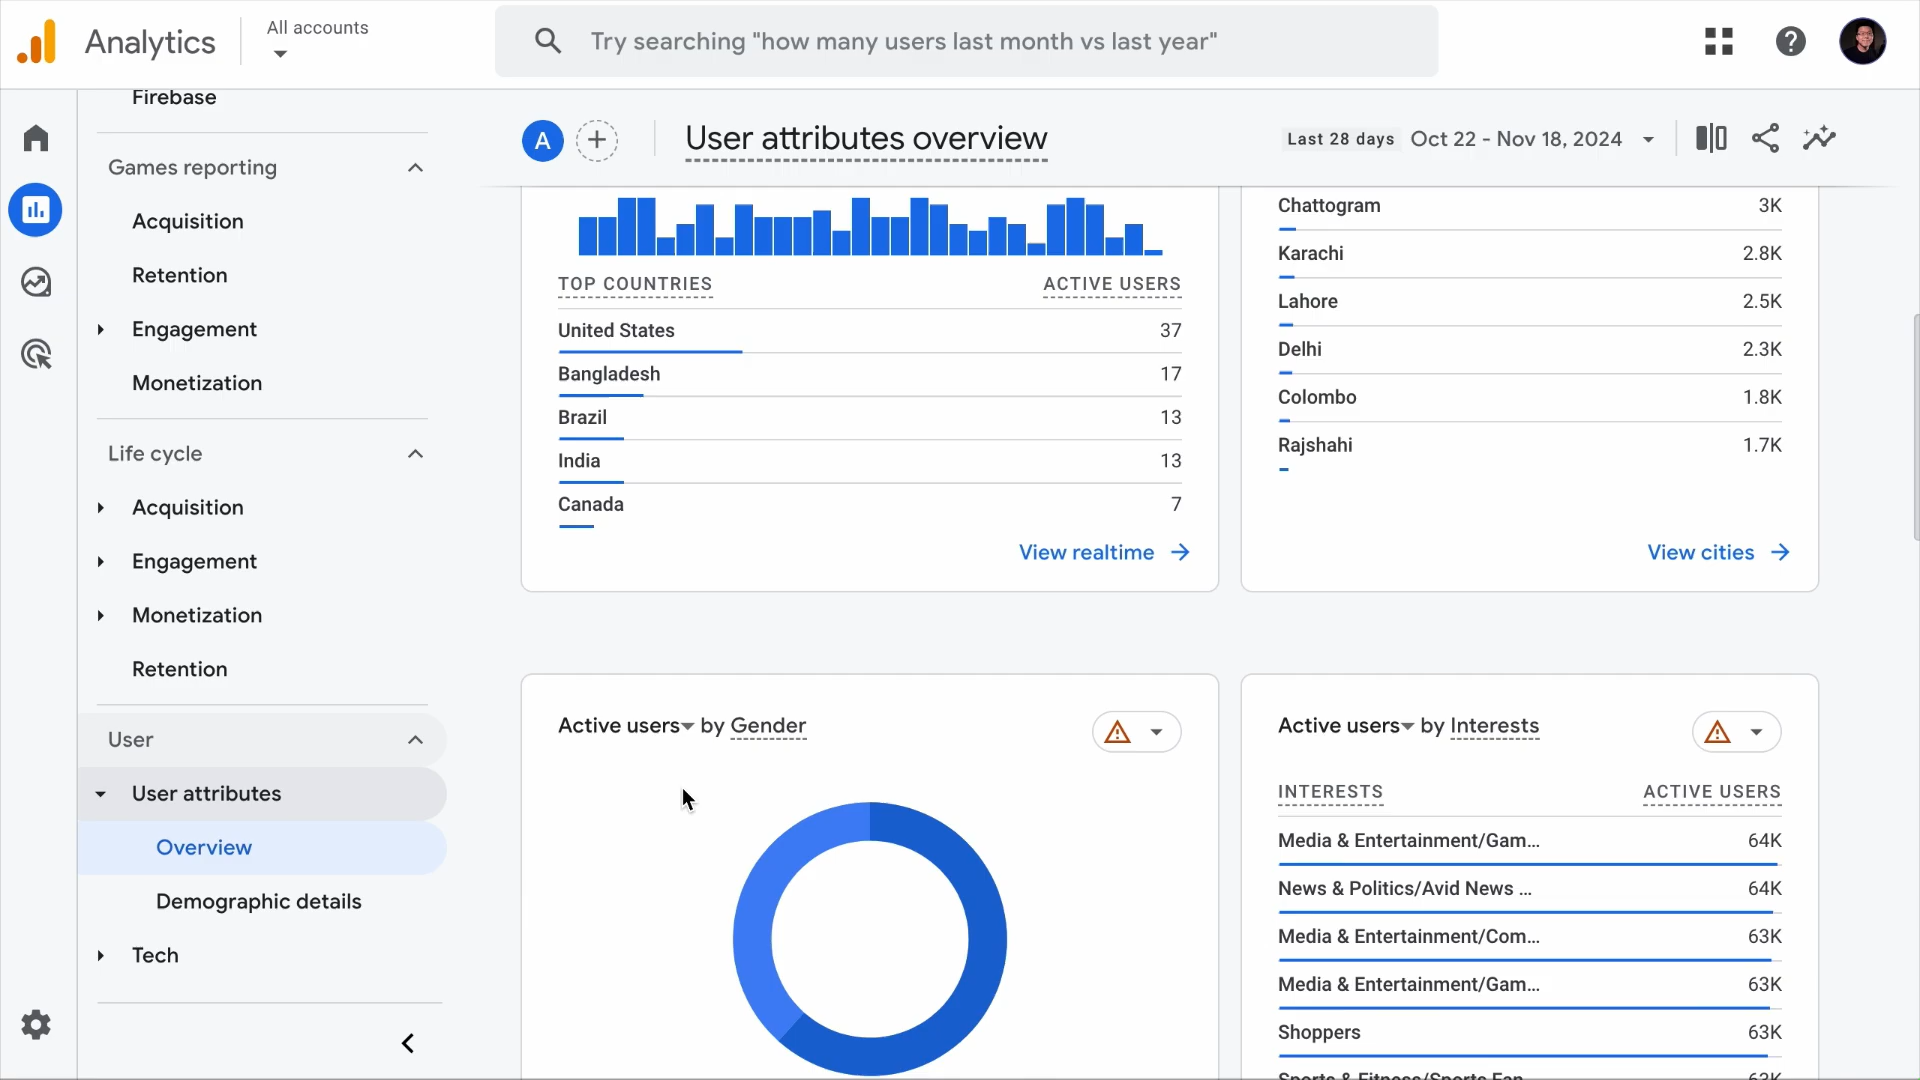 Analytics
All accounts
Try searching "how many users last month vs last year"
Firebase
Games reporting
Acquisition
Retention
Engagement
Monetization
Life cycle
Acquisition
Engagement
Monetization
Retention
User
User attributes
Overview
Demographic details
Tech
A
User attributes overview
Last 28 days Oct 22 - Nov 18, 2024
TOP COUNTRIES ACTIVE USERS
United States 37
Bangladesh 17
Brazil 13
India 13
Canada 7
View realtime
Chattogram 3K
Karachi 2.8K
Lahore 2.5K
Delhi 2.3K
Colombo 1.8K
Rajshahi 1.7K
View cities
Active users by Gender
Active users by Interests
INTERESTS ACTIVE USERS
Media & Entertainment/Gam... 64K
News & Politics/Avid News ... 64K
Media & Entertainment/Com... 63K
Media & Entertainment/Gam... 63K
Shoppers 63K
Sports & Fitness/Sports Fan 63K